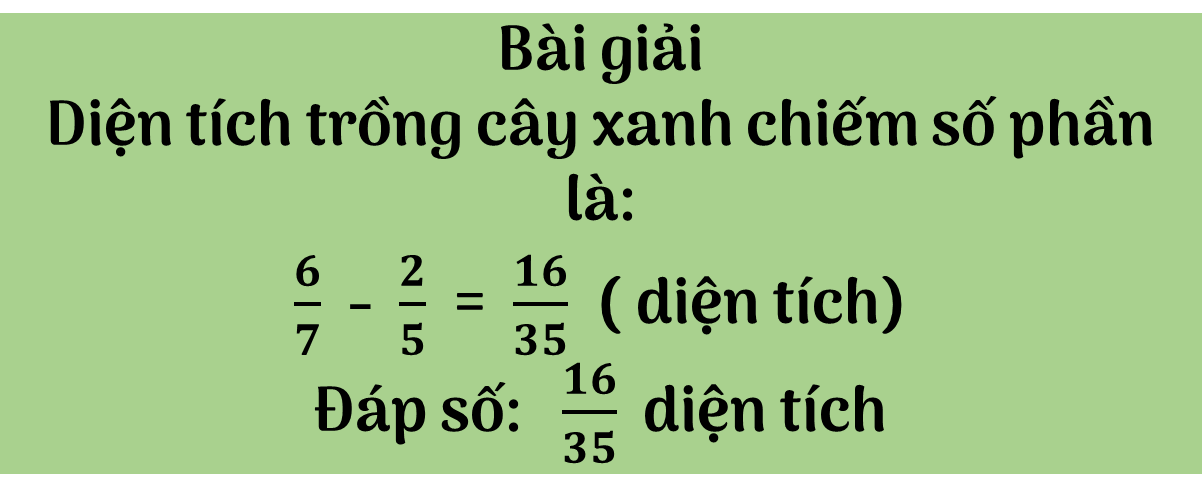 Bài giải
Diện tích trồng cây xanh chiếm số phần
là:
6/7 - 2/5 = 16/35 ( diện tích)
Đáp số: 16/35 diện tích